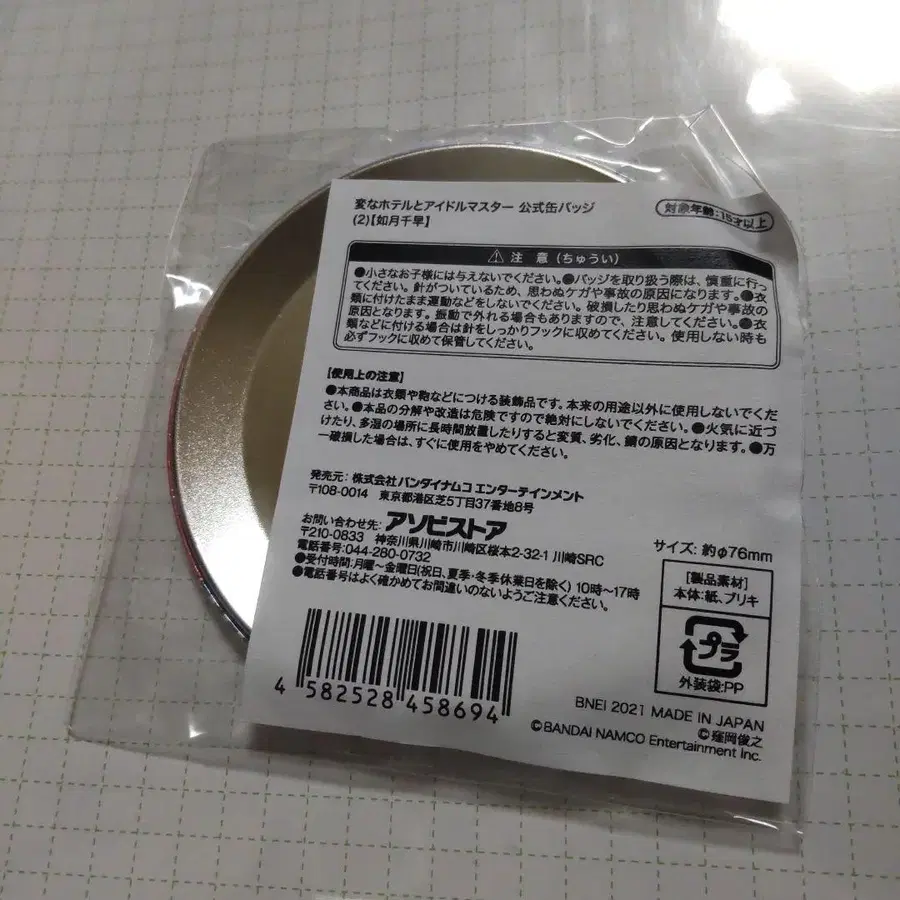 変なホテルとアイドルマスター 公式缶バッジ
(2)【如月千早】
対象年齢:15才以上
⚠ 注 意 (ちゅうい)
●小さなお子様には与えないでください。●バッジを取り扱う際は、慎重に行っ
てください。針がついているため、思わぬケガや事故の原因になります。●衣
類に付けたまま運動などをしないでください。破損したり思わぬケガや事故の
原因となります。振動で外れる場合もありますので、注意してください。●衣
類などに付ける場合は針をしっかりフックに収めてください。使用しない時も
必ずフックに収めて保管してください。
【使用上の注意】
●本商品は衣類や鞄などにつける装飾品です。本来の用途以外に使用しないでくだ
さい。●本品の分解や改造は危険ですので絶対にしないでください。●火気に近づ
けたり、多湿の場所に長時間放置したりすると変質、劣化、錆の原因となります。●万
一破損した場合は、すぐに使用をやめてください。
発売元: 株式会社 バンダイナムコ エンターテインメント
〒108-0014 東京都港区芝5丁目37番地8号
お問い合わせ先: アソビストア
〒210-0833 神奈川県川崎市川崎区桜本2-32-1 川崎SRC
電話番号:044-280-0732
●受付時間:月曜~金曜日(祝日、夏季・冬季休業日を除く) 10時~17時
●電話番号はよく確かめてお間違いのないようご注意ください。
サイズ: 約φ76mm
[製品素材]
本体:紙、ブリキ
プラ
外装袋:PP
4 582528 458694
BNEI 2021 MADE IN JAPAN
©窪岡俊之
©BANDAI NAMCO Entertainment Inc.